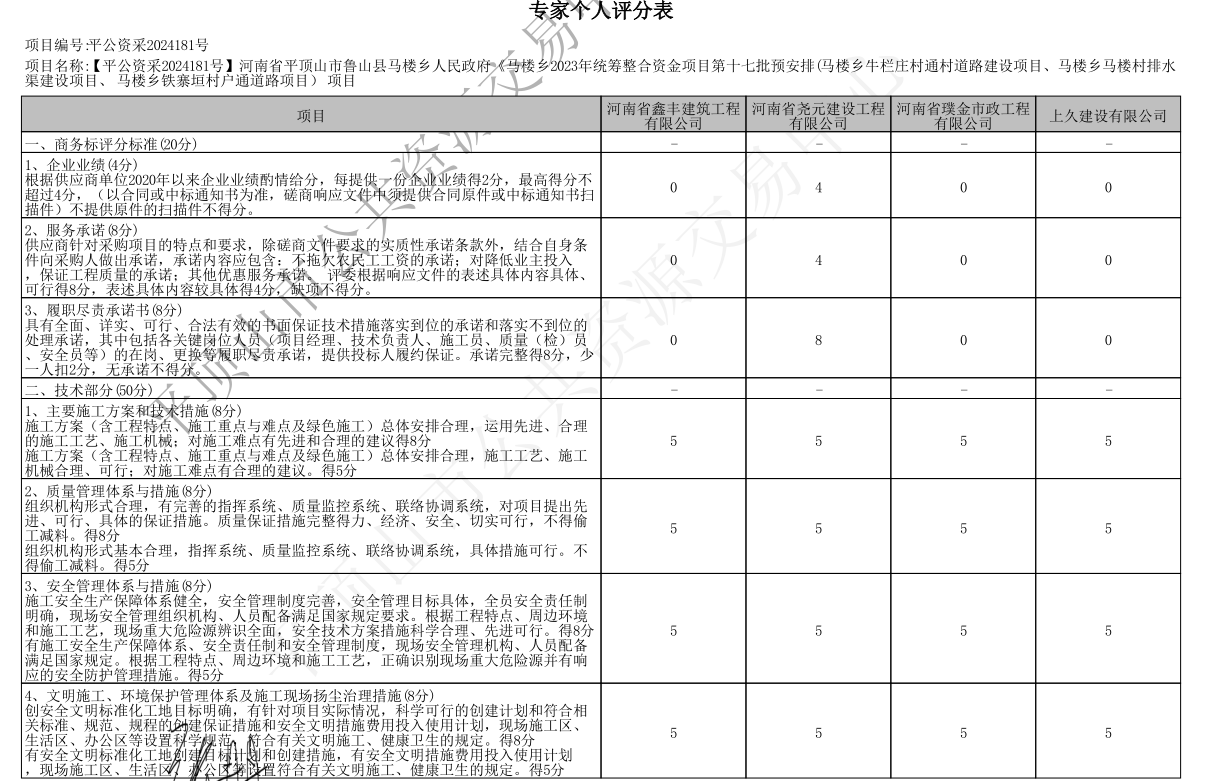 专家个人评分表
项目编号:平公资采2024181号
项目名称:【平公资采2024181号】河南省平顶山市鲁山县马楼乡人民政府《马楼乡2023年统筹整合资金项目第十七批预安排(马楼乡牛栏庄村通村道路建设项目、马楼乡马楼村排水
渠建设项目、马楼乡铁寨垣村户通道路项目） 项目
项目 河南省鑫丰建筑工程有限公司 河南省尧元建设工程有限公司 河南省璞金市政工程有限公司 上久建设有限公司
一、商务标评分标准(20分) - - - -
1、企业业绩(4分)
根据供应商单位2020年以来企业业绩酌情给分，每提供一份企业业绩得2分，最高得分不
超过4分，（以合同或中标通知书为准，磋商响应文件中须提供合同原件或中标通知书扫
描件）不提供原件的扫描件不得分。
0 4 0 0
2、服务承诺(8分)
供应商针对采购项目的特点和要求，除磋商文件要求的实质性承诺条款外，结合自身条
件向采购人做出承诺，承诺内容应包含：不拖欠农民工工资的承诺；对降低业主投入
，保证工程质量的承诺；其他优惠服务承诺。 评委根据响应文件的表述具体内容具体、
可行得8分，表述具体内容较具体得4分，缺项不得分。
0 4 0 0
3、履职尽责承诺书(8分)
具有全面、详实、可行、合法有效的书面保证技术措施落实到位的承诺和落实不到位的
处理承诺，其中包括各关键岗位人员（项目经理、技术负责人、施工员、质量（检）员
、安全员等）的在岗、更换等履职尽责承诺，提供投标人履约保证。承诺完整得8分，少
一人扣2分，无承诺不得分。
0 8 0 0
二、技术部分(50分) - - - -
1、主要施工方案和技术措施(8分)
施工方案（含工程特点、施工重点与难点及绿色施工）总体安排合理，运用先进、合理
的施工工艺、施工机械；对施工难点有先进和合理的建议得8分
施工方案（含工程特点、施工重点与难点及绿色施工）总体安排合理，施工工艺、施工
机械合理、可行；对施工难点有合理的建议。得5分
5 5 5 5
2、质量管理体系与措施(8分)
组织机构形式合理，有完善的指挥系统、质量监控系统、联络协调系统，对项目提出先
进、可行、具体的保证措施。质量保证措施完整得力、经济、安全、切实可行，不得偷
工减料。得8分
组织机构形式基本合理，指挥系统、质量监控系统、联络协调系统，具体措施可行。不
得偷工减料。得5分
5 5 5 5
3、安全管理体系与措施(8分)
施工安全生产保障体系健全，安全管理制度完善，安全管理目标具体，全员安全责任制
明确，现场安全管理组织机构、人员配备满足国家规定要求。根据工程特点、周边环境
和施工工艺，现场重大危险源辨识全面，安全技术方案措施科学合理、先进可行。得8分
有施工安全生产保障体系、安全责任制和安全管理制度，现场安全管理机构、人员配备
满足国家规定。根据工程特点、周边环境和施工工艺，正确识别现场重大危险源并有响
应的安全防护管理措施。得5分
5 5 5 5
4、文明施工、环境保护管理体系及施工现场扬尘治理措施(8分)
创安全文明标准化工地目标明确，有针对项目实际情况，科学可行的创建计划和符合相
关标准、规范、规程的创建保证措施和安全文明措施费用投入使用计划，现场施工区、
生活区、办公区等设置科学规范，符合有关文明施工、健康卫生的规定。得8分
有安全文明标准化工地创建目标计划和创建措施，有安全文明措施费用投入使用计划
，现场施工区、生活区、办公区等设置符合有关文明施工、健康卫生的规定。得5分
5 5 5 5
平顶山市公共资源交易中心